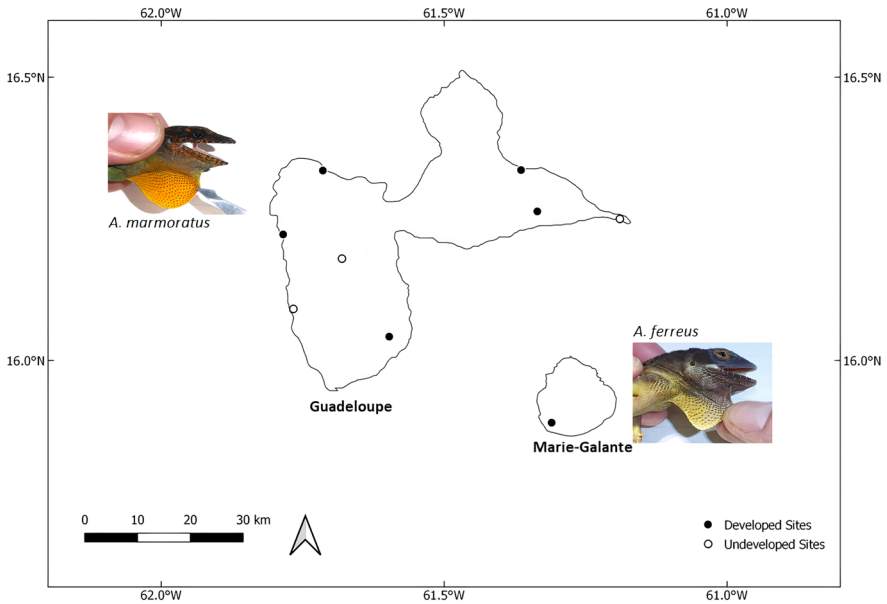 62.0°W 61.5°W 61.0°W
16.5°N 16.5°N
A. marmoratus
A. ferreus
16.0°N 16.0°N
Guadeloupe
Marie-Galante
0 10 20 30 km
Developed Sites
Undeveloped Sites
62.0°W 61.5°W 61.0°W